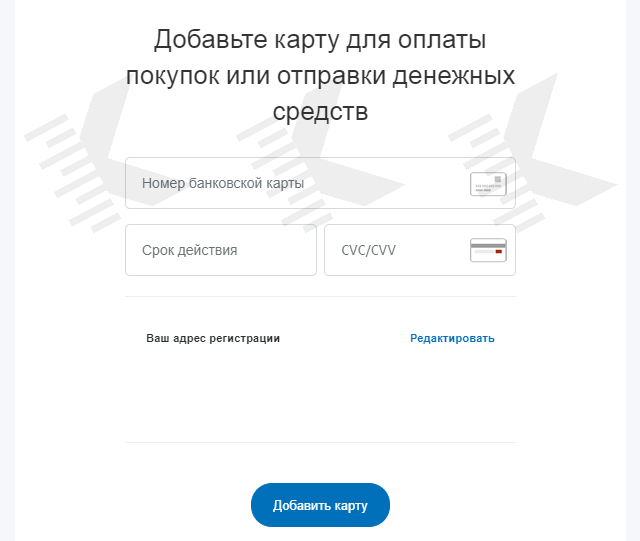 Добавьте карту для оплаты
покупок или отправки денежных
средств
Номер банковской карты
Срок действия
CVC/CVV
Ваш адрес регистрации
Редактировать
Добавить карту